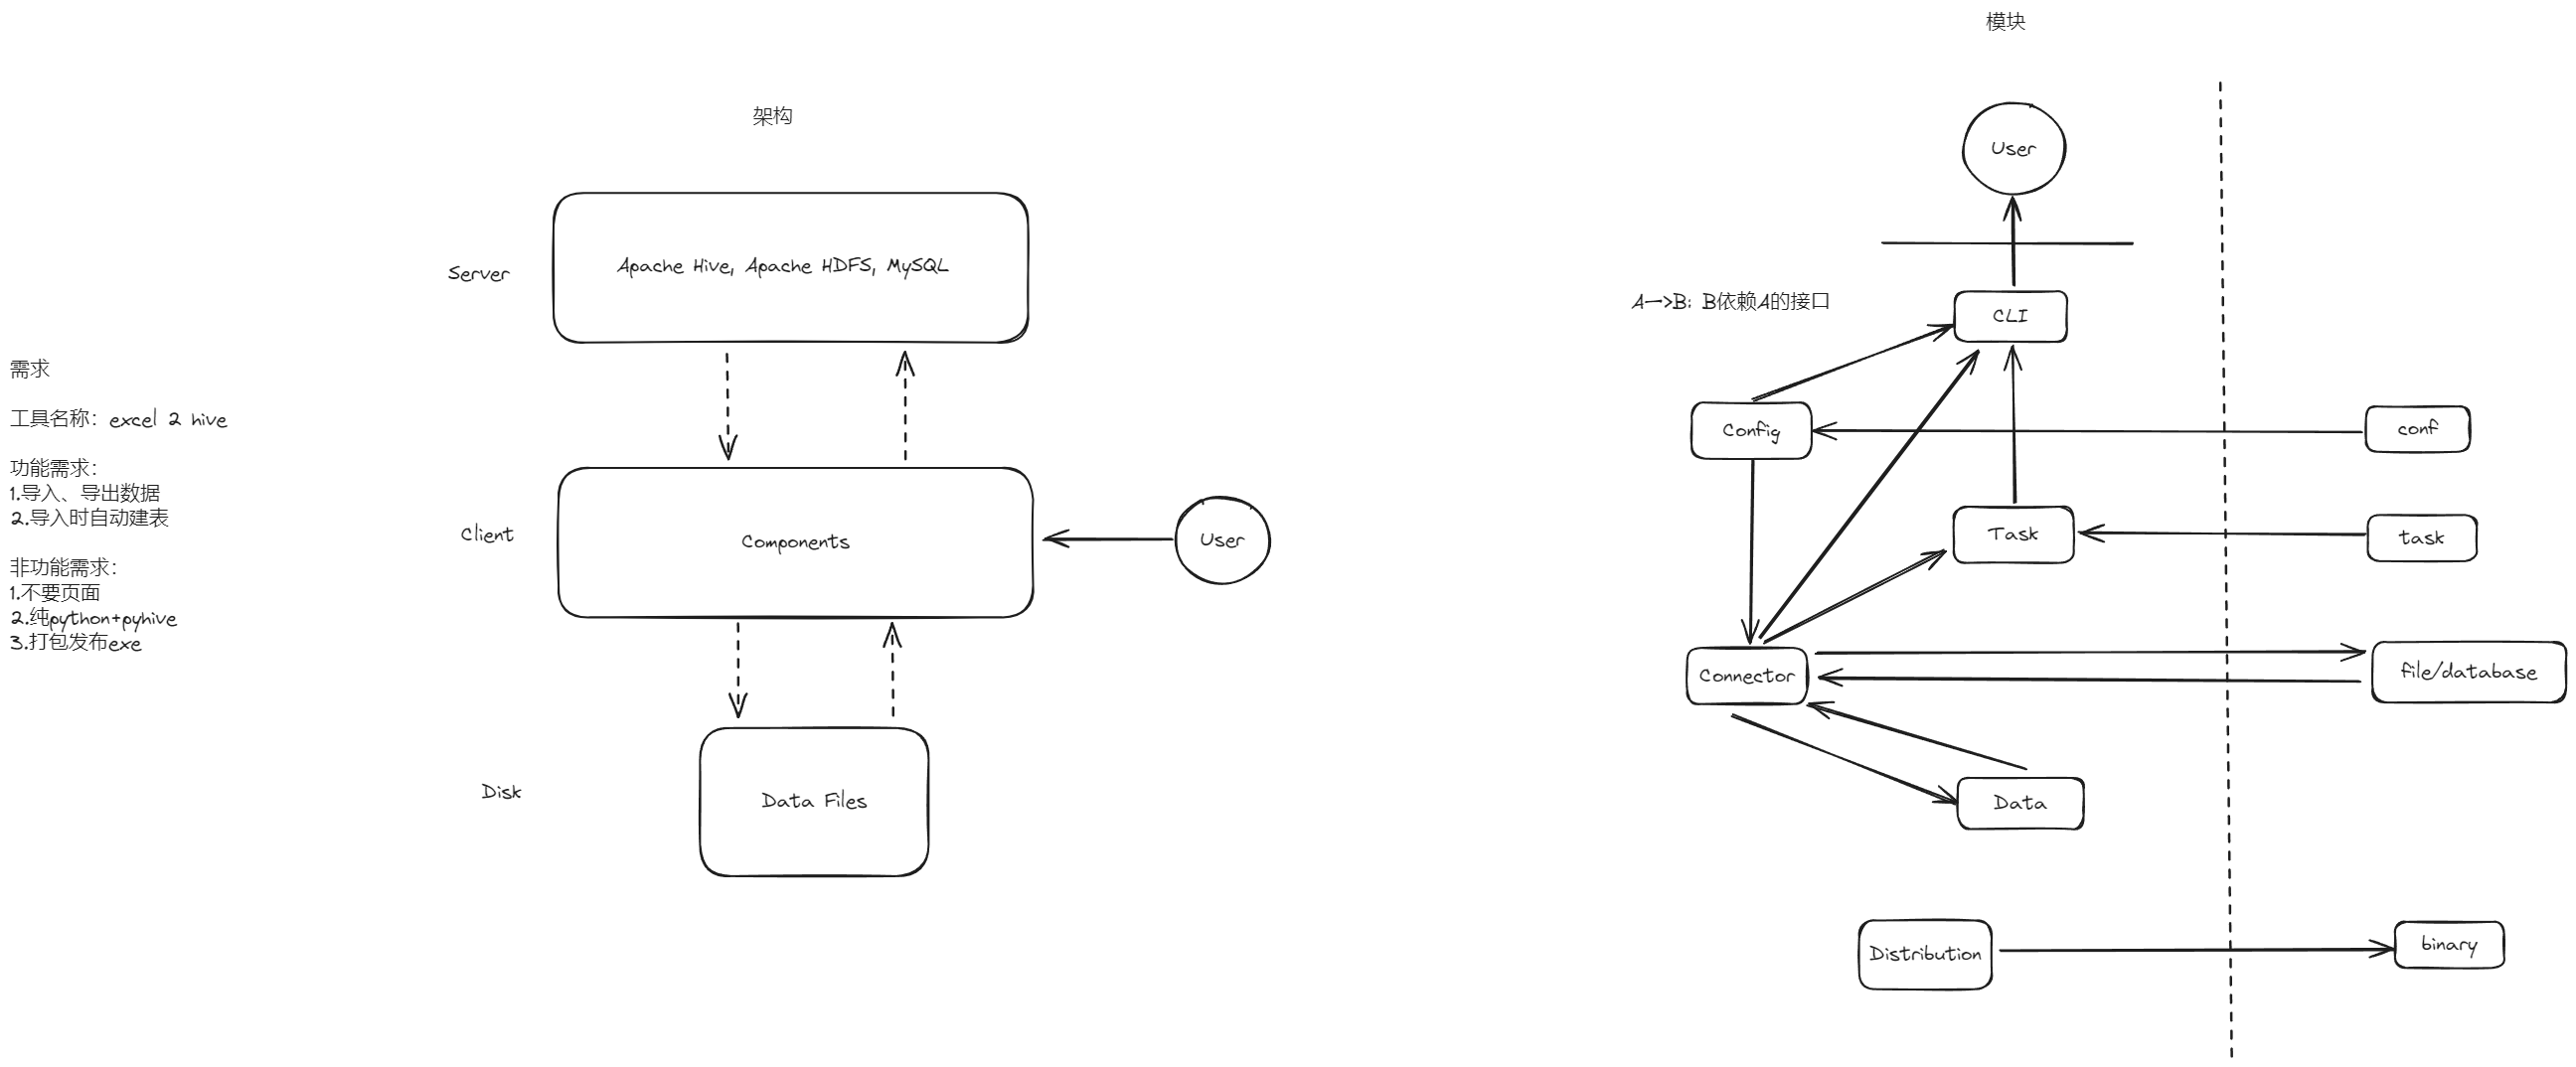 需求
工具名称：excel 2 hive
功能需求：
1.导入、导出数据
2.导入时自动建表
非功能需求：
1.不要页面
2.纯python+pyhive
3.打包发布exe
架构
Server
Apache Hive, Apache HDFS, MySQL
Client
Components
User
Disk
Data Files
模块
User
A—>B: B依赖A的接口
CLI
Config
conf
Task
task
Connector
file/database
Data
Distribution
binary